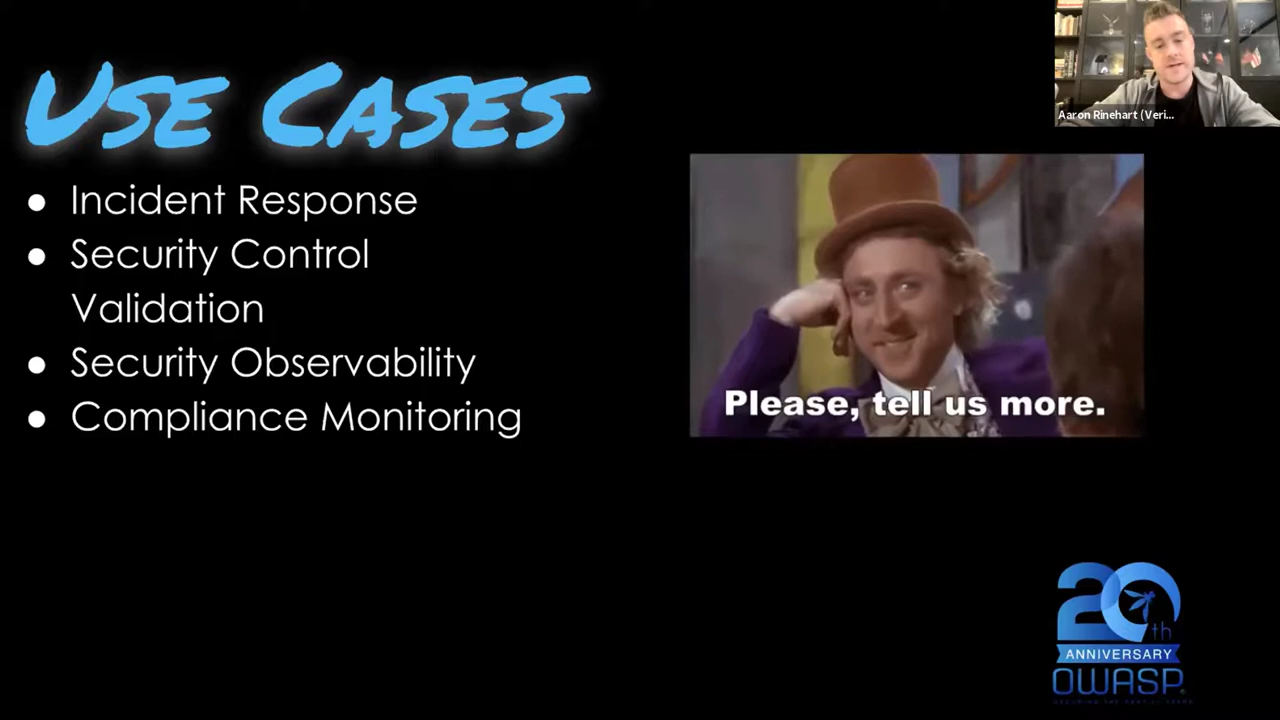 USE CASES
Aaron Rinehart (Veri...
● Incident Response
● Security Control
Validation
● Security Observability
● Compliance Monitoring
Please, tell us more.
20th
ANNIVERSARY
OWASP